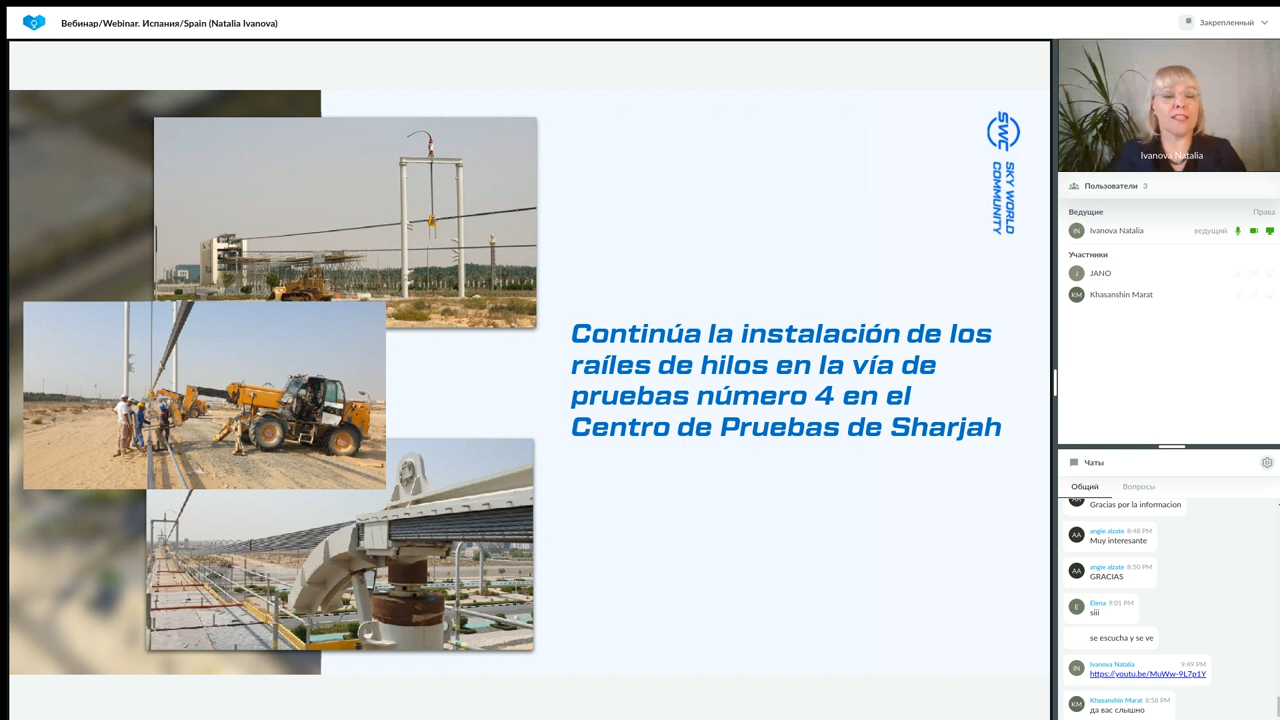 Вебинар/Webinar. Испания/Spain (Natalia Ivanova)
Закрепленный
SWC
SKY WORLD
COMMUNITY
Continúa la instalación de los
raíles de hilos en la vía de
pruebas número 4 en el
Centro de Pruebas de Sharjah
Ivanova Natalia
Пользователи 3
Ведущие Права
IN Ivanova Natalia ведущий
Участники
J JANO
KM Khasanshin Marat
Чаты
Общий Вопросы
Gracias por la informacion
AA angie alzate 8:48 PM
Muy interesante
AA angie alzate 8:50 PM
GRACIAS
E Elena 9:01 PM
siii
se escucha y se ve
IN Ivanova Natalia 9:49 PM
https://youtu.be/MuWw-9L7p1Y
KM Khasanshin Marat 8:58 PM
да вас слышно